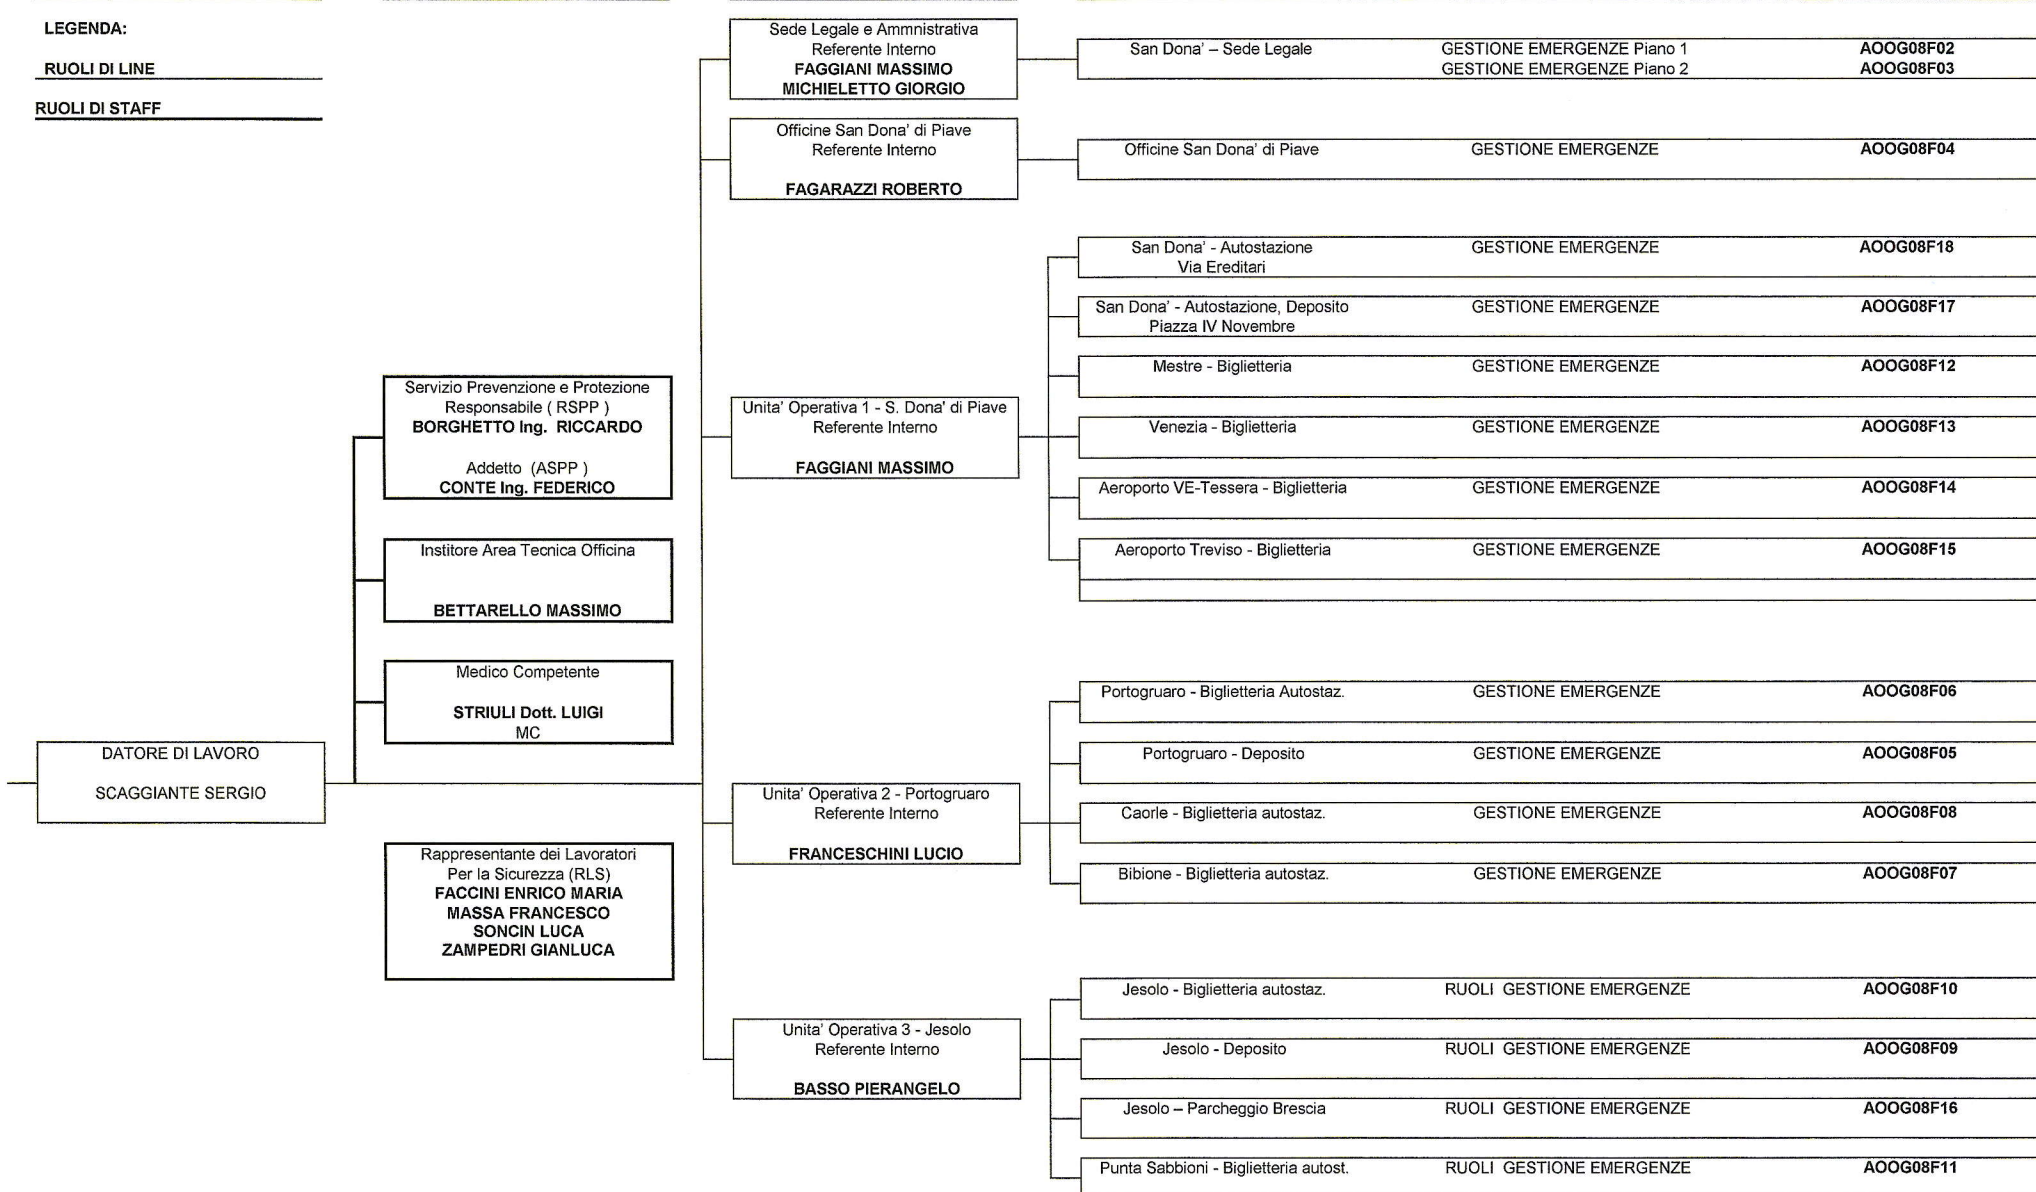 LEGENDA:
RUOLI DI LINE
RUOLI DI STAFF
DATORE DI LAVORO
SCAGGIANTE SERGIO
Servizio Prevenzione e Protezione
Responsabile ( RSPP )
BORGHETTO Ing. RICCARDO
Addetto (ASPP )
CONTE Ing. FEDERICO
Institore Area Tecnica Officina
BETTARELLO MASSIMO
Medico Competente
STRIULI Dott. LUIGI
MC
Rappresentante dei Lavoratori
Per la Sicurezza (RLS)
FACCINI ENRICO MARIA
MASSA FRANCESCO
SONCIN LUCA
ZAMPEDRI GIANLUCA
Sede Legale e Ammnistrativa
Referente Interno
FAGGIANI MASSIMO
MICHIELETTO GIORGIO
San Dona' – Sede Legale GESTIONE EMERGENZE Piano 1 AOOG08F02
GESTIONE EMERGENZE Piano 2 AOOG08F03
Officine San Dona' di Piave
Referente Interno
FAGARAZZI ROBERTO
Officine San Dona' di Piave GESTIONE EMERGENZE AOOG08F04
Unita' Operativa 1 - S. Dona' di Piave
Referente Interno
FAGGIANI MASSIMO
San Dona' - Autostazione GESTIONE EMERGENZE AOOG08F18
Via Ereditari
San Dona' - Autostazione, Deposito GESTIONE EMERGENZE AOOG08F17
Piazza IV Novembre
Mestre - Biglietteria GESTIONE EMERGENZE AOOG08F12
Venezia - Biglietteria GESTIONE EMERGENZE AOOG08F13
Aeroporto VE-Tessera - Biglietteria GESTIONE EMERGENZE AOOG08F14
Aeroporto Treviso - Biglietteria GESTIONE EMERGENZE AOOG08F15
Unita' Operativa 2 - Portogruaro
Referente Interno
FRANCESCHINI LUCIO
Portogruaro - Biglietteria Autostaz. GESTIONE EMERGENZE AOOG08F06
Portogruaro - Deposito GESTIONE EMERGENZE AOOG08F05
Caorle - Biglietteria autostaz. GESTIONE EMERGENZE AOOG08F08
Bibione - Biglietteria autostaz. GESTIONE EMERGENZE AOOG08F07
Unita' Operativa 3 - Jesolo
Referente Interno
BASSO PIERANGELO
Jesolo - Biglietteria autostaz. RUOLI GESTIONE EMERGENZE AOOG08F10
Jesolo - Deposito RUOLI GESTIONE EMERGENZE AOOG08F09
Jesolo – Parcheggio Brescia RUOLI GESTIONE EMERGENZE AOOG08F16
Punta Sabbioni - Biglietteria autost. RUOLI GESTIONE EMERGENZE AOOG08F11